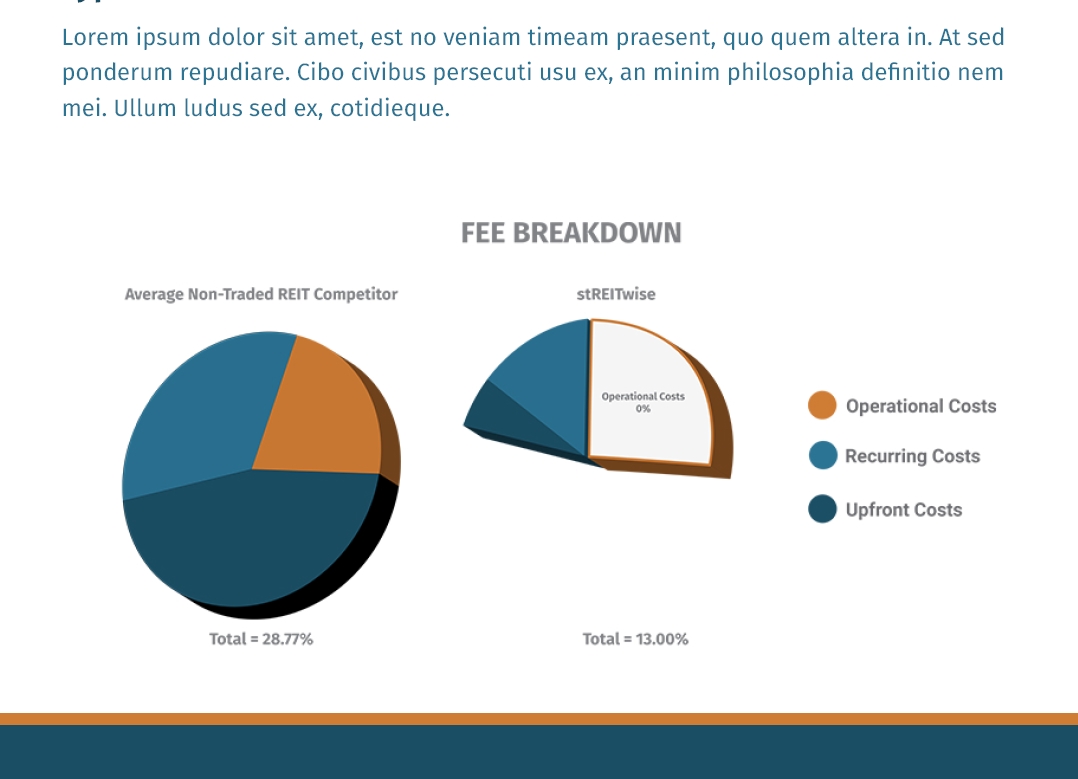 Lorem ipsum dolor sit amet, est no veniam timeam praesent, quo quem altera in. At sed
ponderum repudiare. Cibo civibus persecuti usu ex, an minim philosophia definitio nem
mei. Ullum ludus sed ex, cotidieque.
FEE BREAKDOWN
Average Non-Traded REIT Competitor
stREITwise
Operational Costs
0%
Operational Costs
Recurring Costs
Upfront Costs
Total = 28.77%
Total = 13.00%